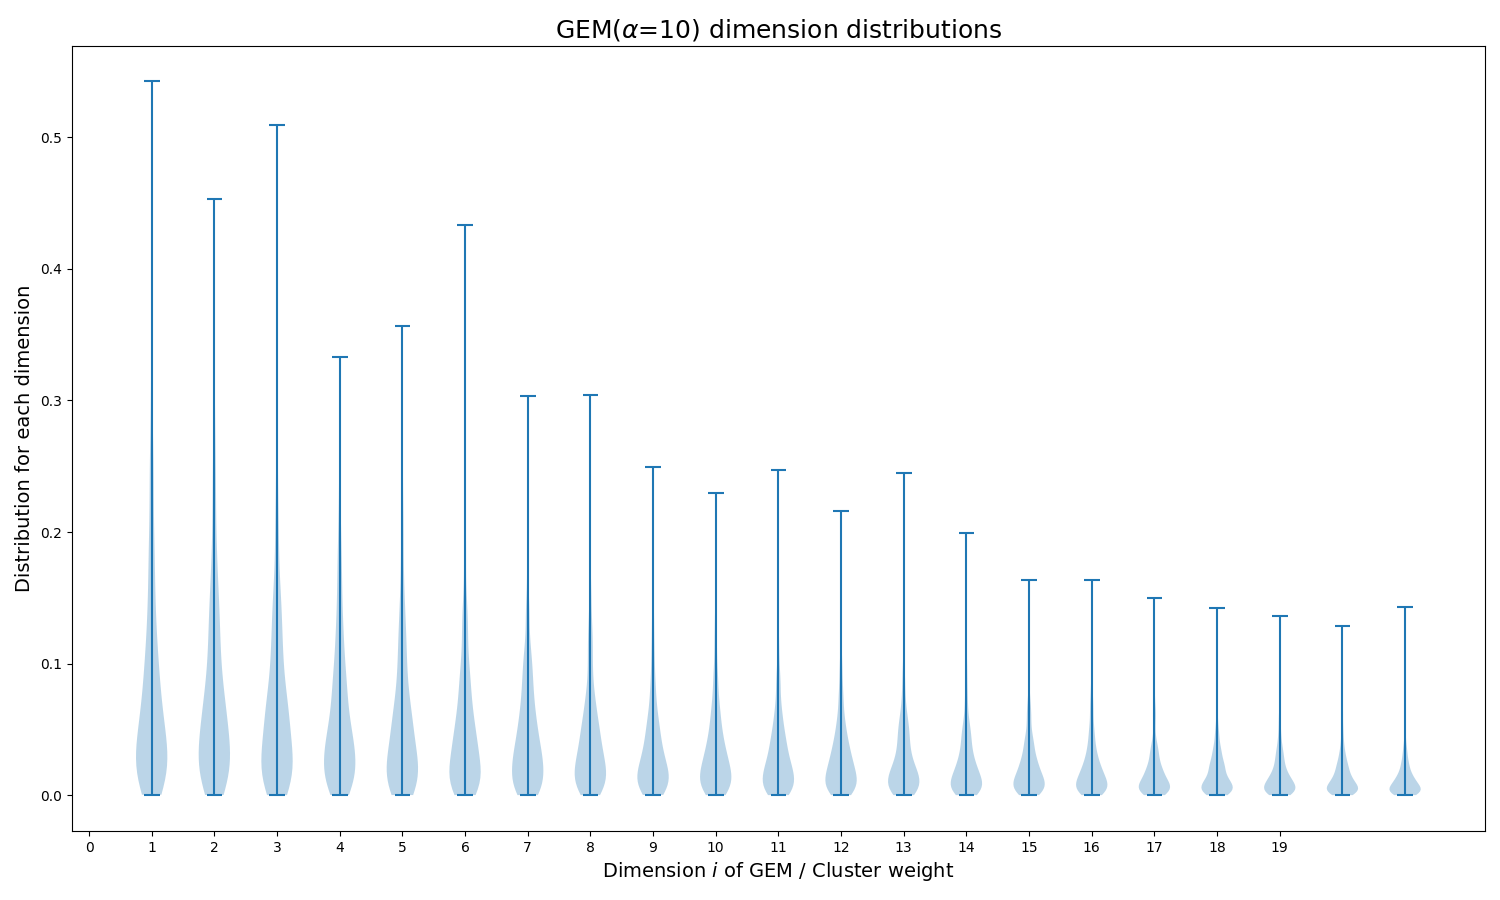 GEM(α=10) dimension distributions
Distribution for each dimension
0.5
0.4
0.3
0.2
0.1
0.0
0 1 2 3 4 5 6 7 8 9 10 11 12 13 14 15 16 17 18 19
Dimension i of GEM / Cluster weight